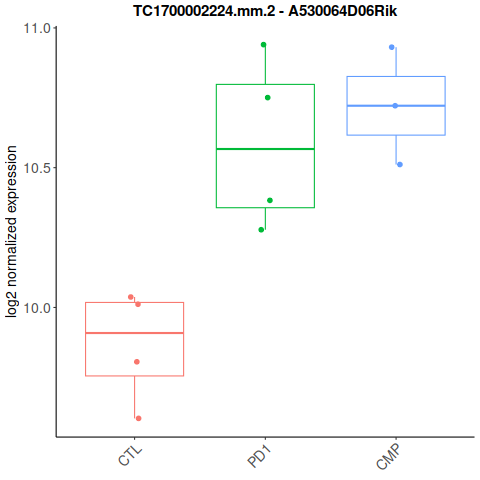 TC1700002224.mm.2 - A530064D06Rik
log2 normalized expression
11.0
10.5
10.0
CTL
PD1
CMP